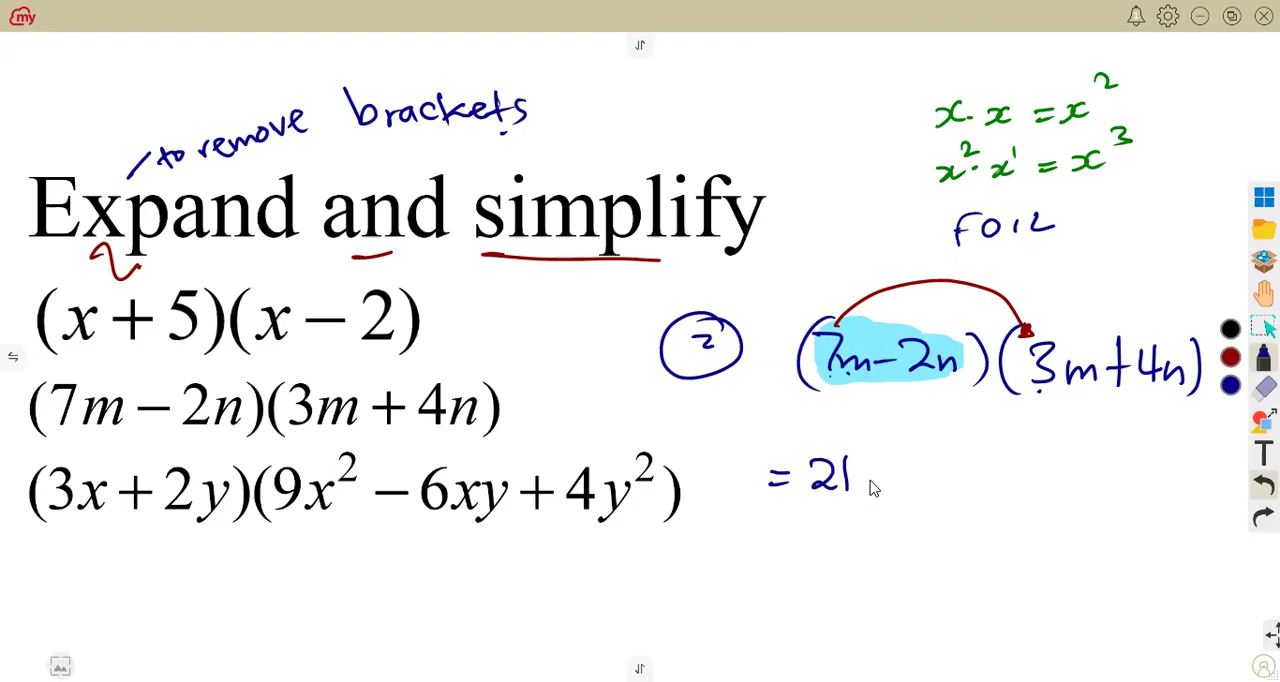 my
to remove brackets
Expand and simplify
(x + 5)(x − 2)
(7m − 2n)(3m + 4n)
(3x + 2y)(9x² − 6xy + 4y²)
x · x = x²
x² · x¹ = x³
FOIL
2 (7m − 2n)(3m + 4n)
= 21
T